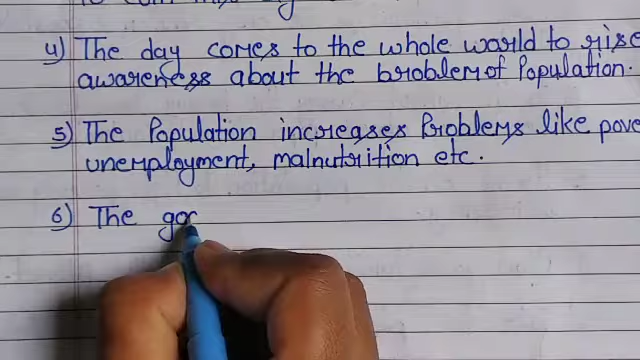 4) The day comes to the whole world to rise
awareness about the broblem of Population.
5) The Population increases Problems like pove
unemployment, malnutrition etc.
6) The go